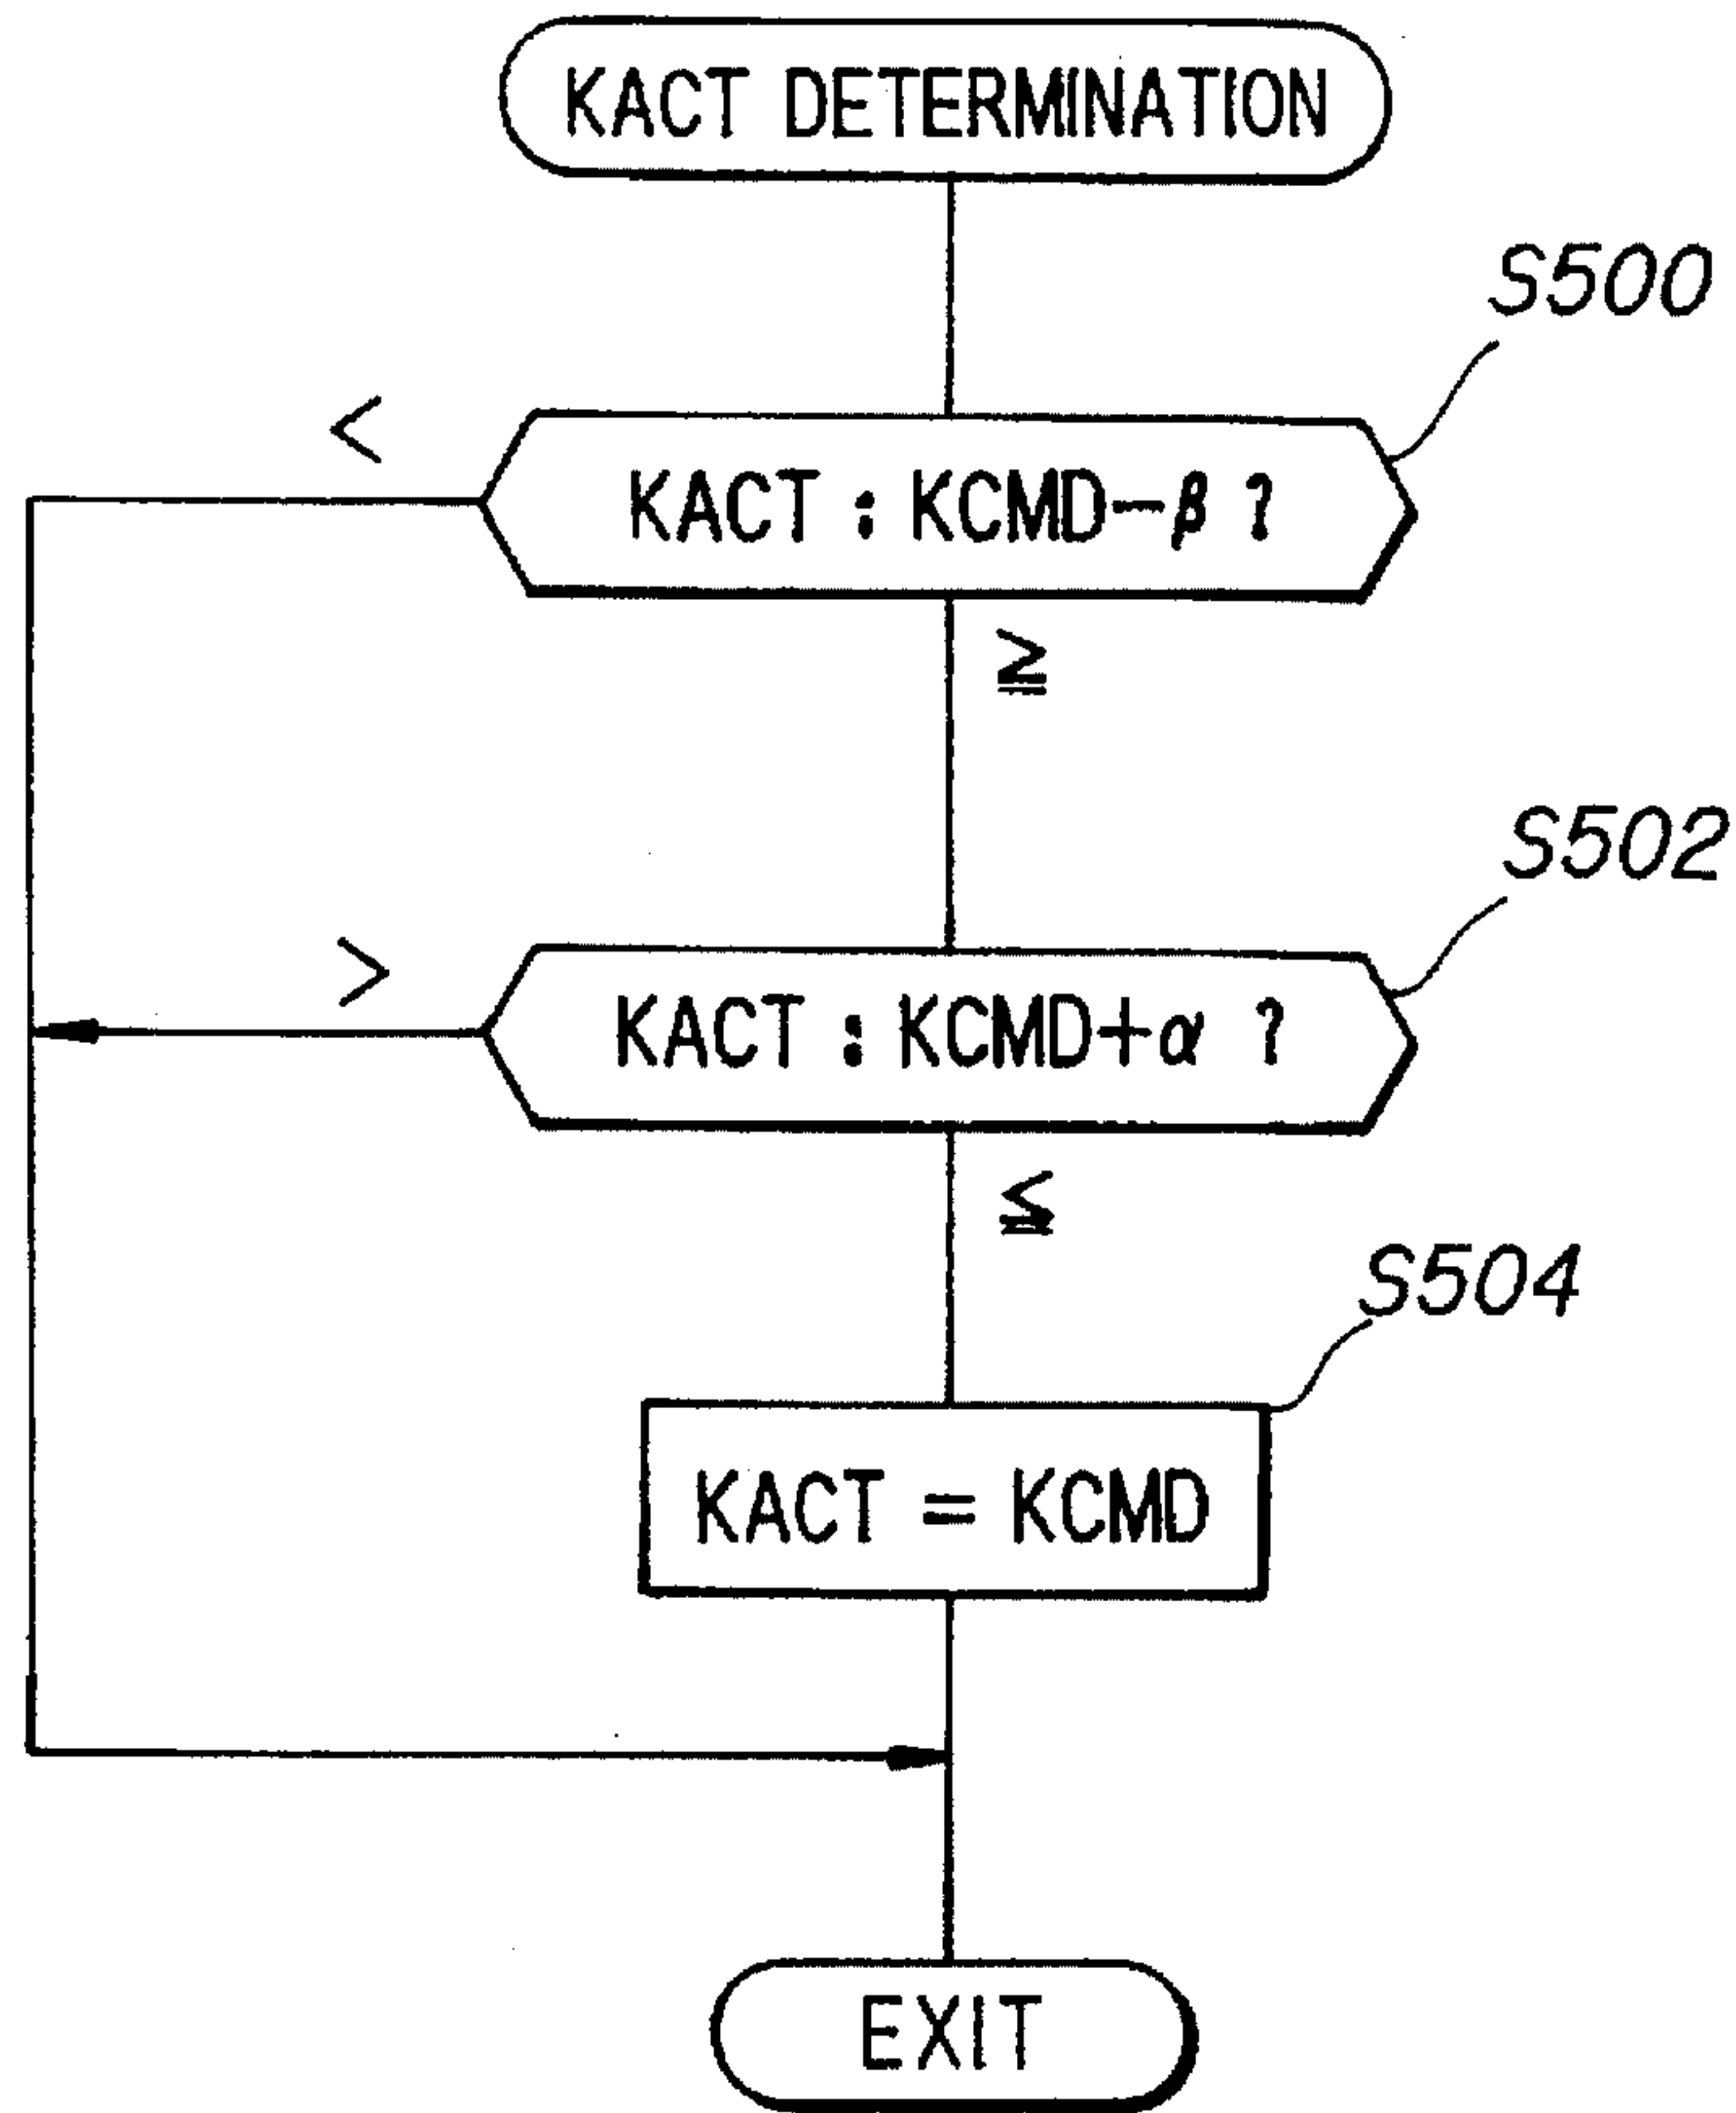 KACT DETERMINATION
S500
<
KACT : KCMD-β ?
≧
S502
>
KACT : KCMD+α ?
≦
S504
KACT = KCMD
EXIT